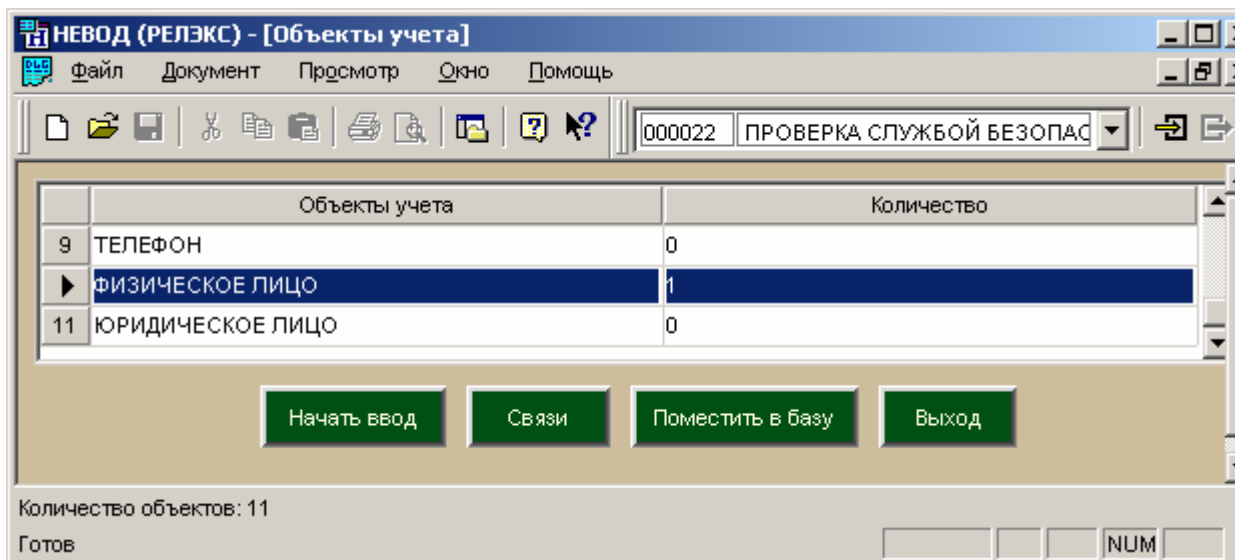 НЕВОД (РЕЛЭКС) - [Объекты учета]
Файл Документ Просмотр Окно Помощь
000022 ПРОВЕРКА СЛУЖБОЙ БЕЗОПАС
Объекты учета Количество
9 ТЕЛЕФОН 0
ФИЗИЧЕСКОЕ ЛИЦО 1
11 ЮРИДИЧЕСКОЕ ЛИЦО 0
Начать ввод Связи Поместить в базу Выход
Количество объектов: 11
Готов NUM